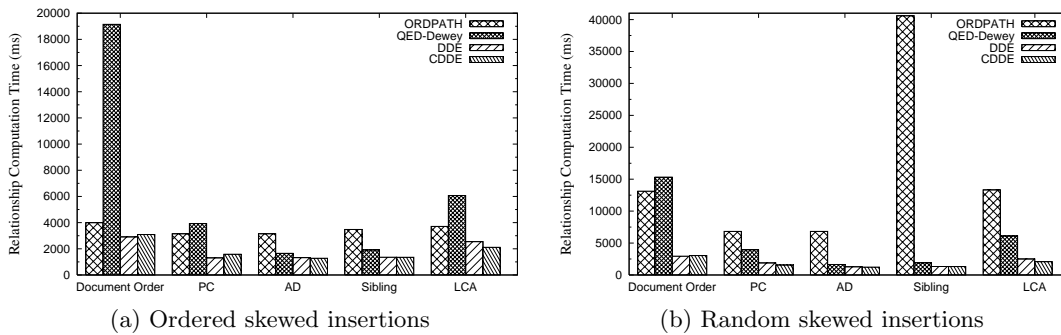 Relationship Computation Time (ms)
20000
18000
16000
14000
12000
10000
8000
6000
4000
2000
0
ORDPATH
QED-Dewey
DDE
CDDE
Document Order PC AD Sibling LCA
(a) Ordered skewed insertions
Relationship Computation Time (ms)
40000
35000
30000
25000
20000
15000
10000
5000
0
ORDPATH
QED-Dewey
DDE
CDDE
Document Order PC AD Sibling LCA
(b) Random skewed insertions